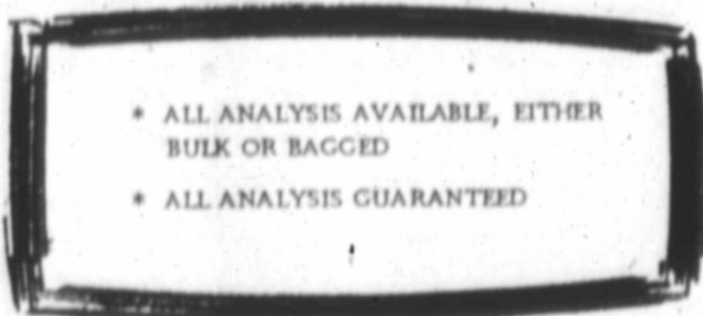 * ALL ANALYSIS AVAILABLE, EITHER
BULK OR BAGGED
* ALL ANALYSIS GUARANTEED